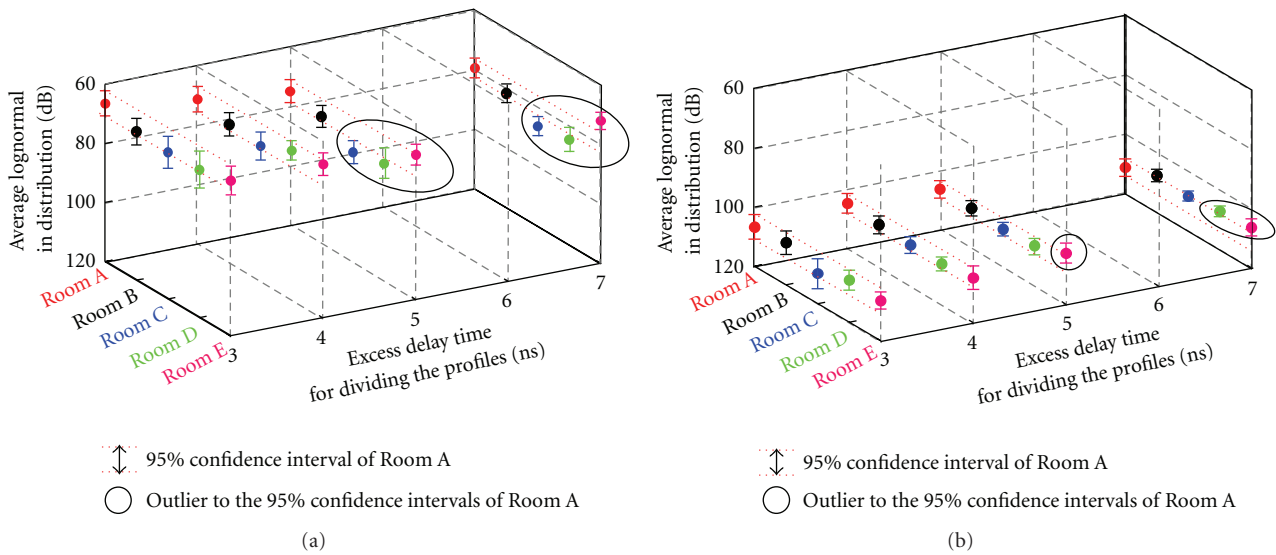 Average lognormal
in distribution (dB)
60
80
100
120
Room A
Room B
Room C
Room D
Room E
3
4
5
6
7
Excess delay time
for dividing the profiles (ns)
95% confidence interval of Room A
Outlier to the 95% confidence intervals of Room A
(a)
Average lognormal
in distribution (dB)
60
80
100
120
Room A
Room B
Room C
Room D
Room E
3
4
5
6
7
Excess delay time
for dividing the profiles (ns)
95% confidence interval of Room A
Outlier to the 95% confidence intervals of Room A
(b)